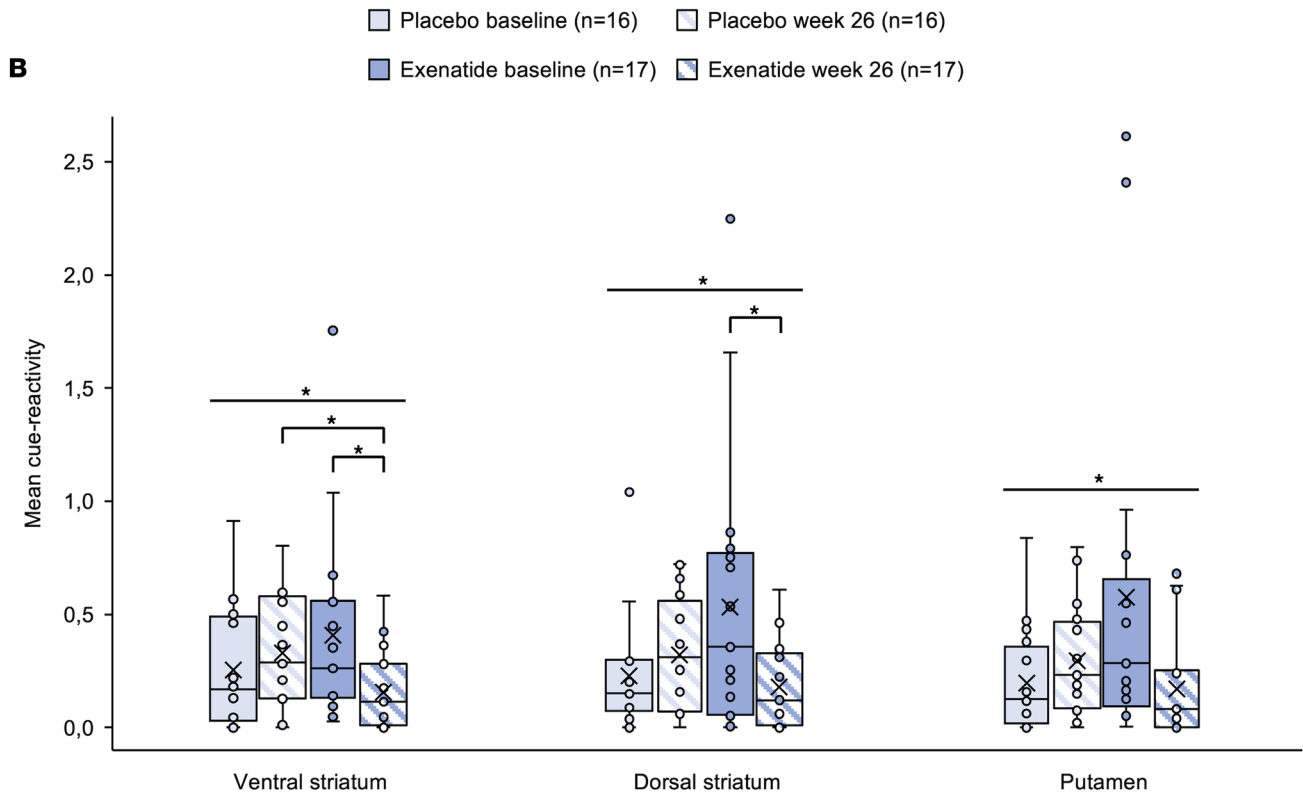 Placebo baseline (n=16) Placebo week 26 (n=16)
B
Exenatide baseline (n=17) Exenatide week 26 (n=17)
Mean cue-reactivity
2,5
2,0
1,5
1,0
0,5
0,0
*
*
*
*
*
*
Ventral striatum Dorsal striatum Putamen